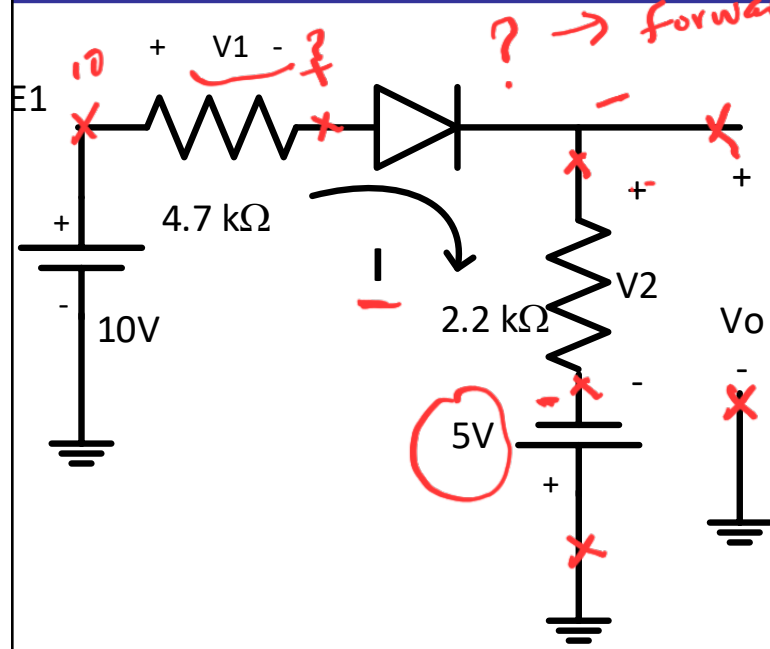 ? → forwa
10 + V1 - ?
E1
+
+ -
4.7 kΩ
+
I
V2
-
10V
2.2 kΩ
Vo
- -
-
5V
+